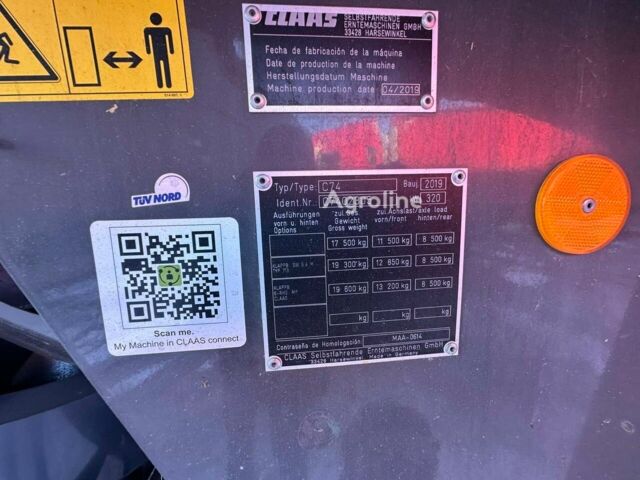 CLAAS
SELBSTFAHRENDE
ERNTEMASCHINEN GMBH
33428 HARSEWINKEL
Fecha de fabricación de la máquina
Date de production de la machine
Herstellungsdatum Maschine
Machine production date 04/2019
TÜV NORD
Scan me.
My Machine in CLAAS connect
Typ/Type: C74 Bauj. 2019
Ident.Nr. 320
Agroline
Ausführungen zul. Ges. zul. Achslast/axle load
vorn u. hinten Gewicht vorn/front hinten/rear
Options Gross weight
17 500 kg 11 500 kg 8 500 kg
19 300 kg 12 850 kg 8 500 kg
19 600 kg 13 200 kg 8 500 kg
kg kg kg
Contraseña de Homologación: MAA-0614
CLAAS Selbstfahrende Erntemaschinen GmbH
33428 Harsewinkel Made in Germany